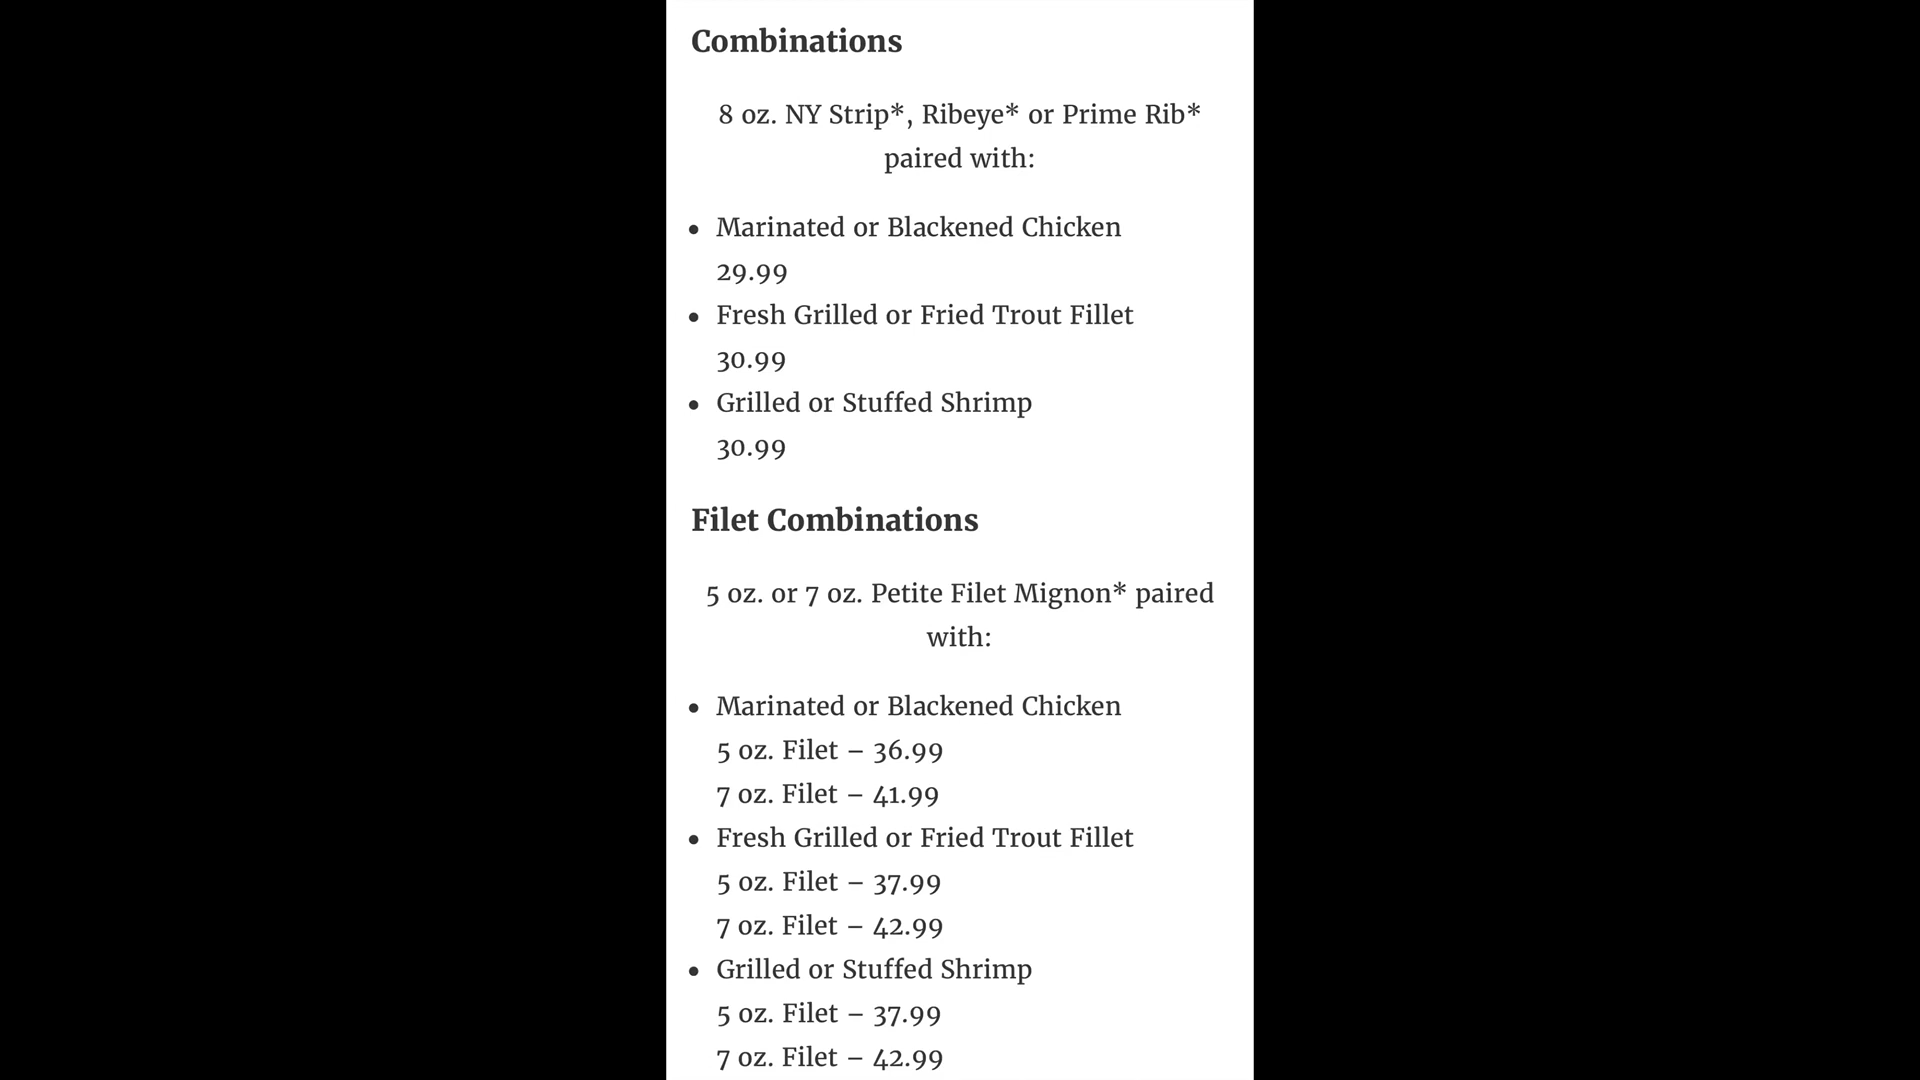 Combinations
8 oz. NY Strip*, Ribeye* or Prime Rib*
paired with:
• Marinated or Blackened Chicken
29.99
• Fresh Grilled or Fried Trout Fillet
30.99
• Grilled or Stuffed Shrimp
30.99
Filet Combinations
5 oz. or 7 oz. Petite Filet Mignon* paired
with:
• Marinated or Blackened Chicken
5 oz. Filet – 36.99
7 oz. Filet – 41.99
• Fresh Grilled or Fried Trout Fillet
5 oz. Filet – 37.99
7 oz. Filet – 42.99
• Grilled or Stuffed Shrimp
5 oz. Filet – 37.99
7 oz. Filet – 42.99